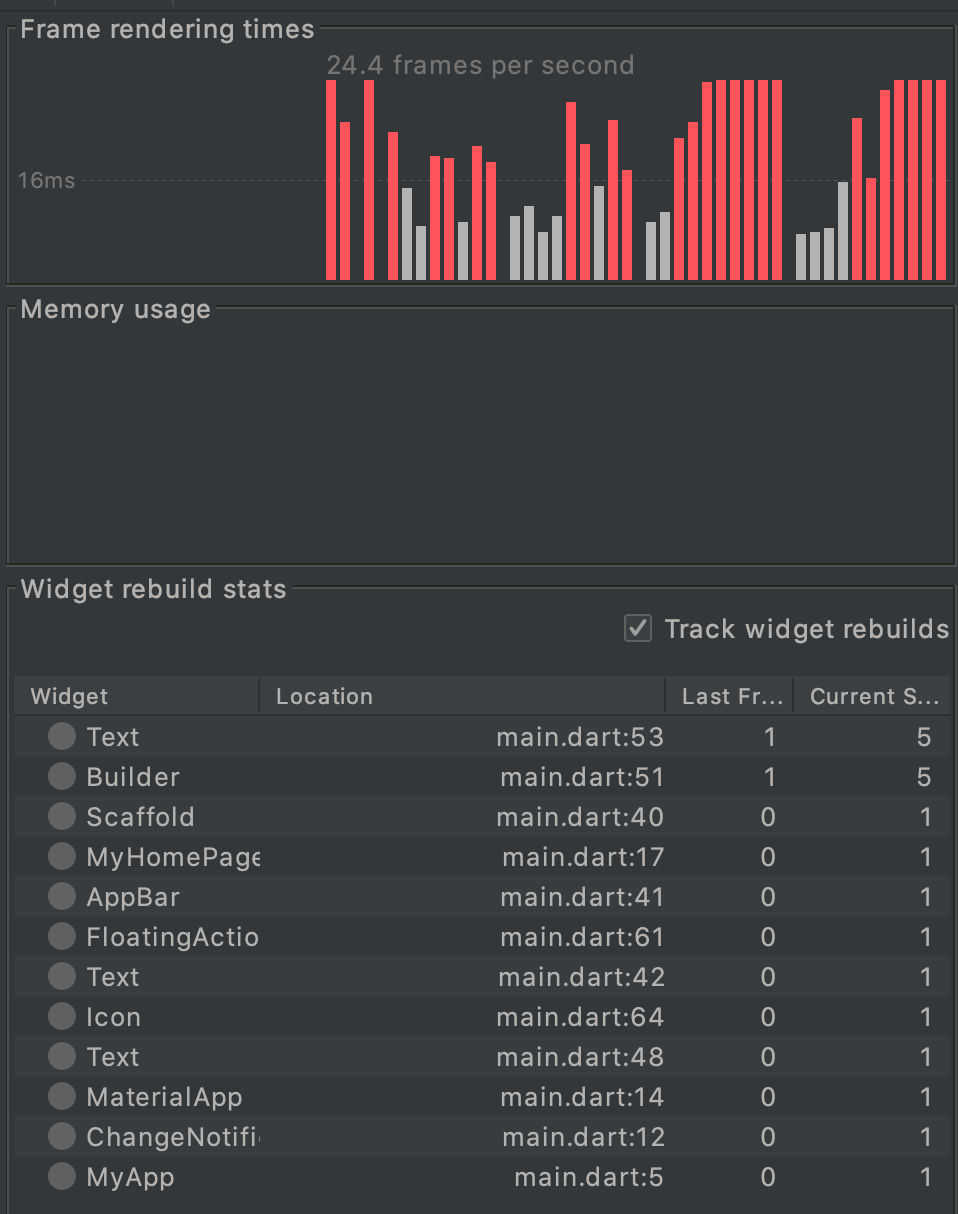 Frame rendering times
24.4 frames per second
16ms
Memory usage
Widget rebuild stats
Track widget rebuilds
Widget Location Last Fr... Current S...
Text main.dart:53 1 5
Builder main.dart:51 1 5
Scaffold main.dart:40 0 1
MyHomePage main.dart:17 0 1
AppBar main.dart:41 0 1
FloatingActio main.dart:61 0 1
Text main.dart:42 0 1
Icon main.dart:64 0 1
Text main.dart:48 0 1
MaterialApp main.dart:14 0 1
ChangeNotifi main.dart:12 0 1
MyApp main.dart:5 0 1